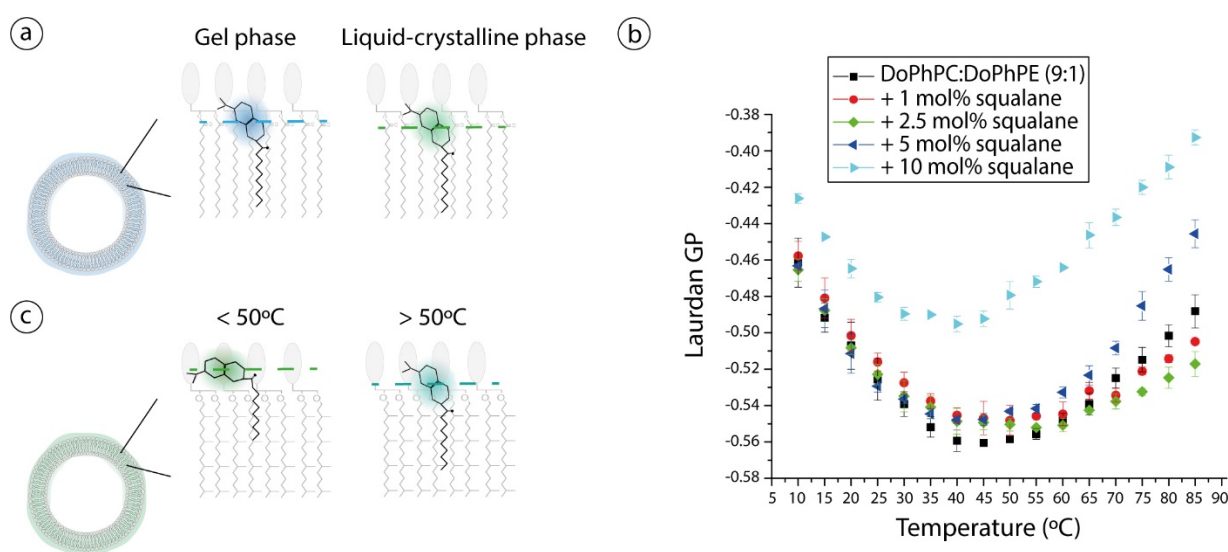 a
Gel phase
Liquid-crystalline phase
c
< 50ºC
> 50ºC
b
DoPhPC:DoPhPE (9:1)
+ 1 mol% squalane
+ 2.5 mol% squalane
+ 5 mol% squalane
+ 10 mol% squalane
Laurdan GP
-0.38
-0.40
-0.42
-0.44
-0.46
-0.48
-0.50
-0.52
-0.54
-0.56
-0.58
5 10 15 20 25 30 35 40 45 50 55 60 65 70 75 80 85 90
Temperature (ºC)